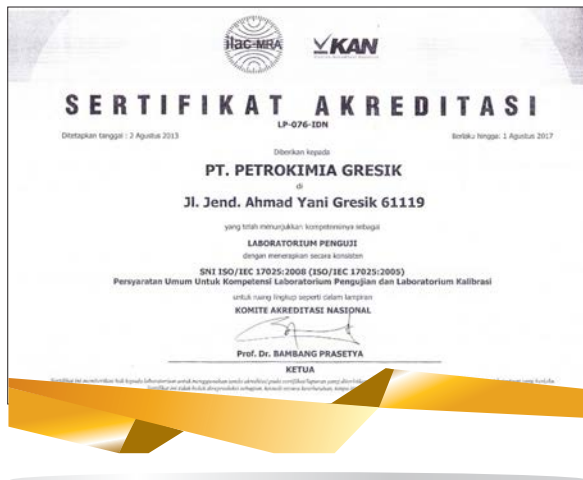 ilac-MRA
KAN
SERTIFIKAT AKREDITASI
LP-076-IDN
Ditetapkan tanggal : 2 Agustus 2013
Berlaku hingga: 1 Agustus 2017
Diberikan kepada
PT. PETROKIMIA GRESIK
di
Jl. Jend. Ahmad Yani Gresik 61119
yang telah menunjukkan kompetensinya sebagai
LABORATORIUM PENGUJI
dengan menerapkan secara konsisten
SNI ISO/IEC 17025:2008 (ISO/IEC 17025:2005)
Persyaratan Umum Untuk Kompetensi Laboratorium Pengujian dan Laboratorium Kalibrasi
untuk ruang lingkup seperti dalam lampiran
KOMITE AKREDITASI NASIONAL
Prof. Dr. BAMBANG PRASETYA
KETUA